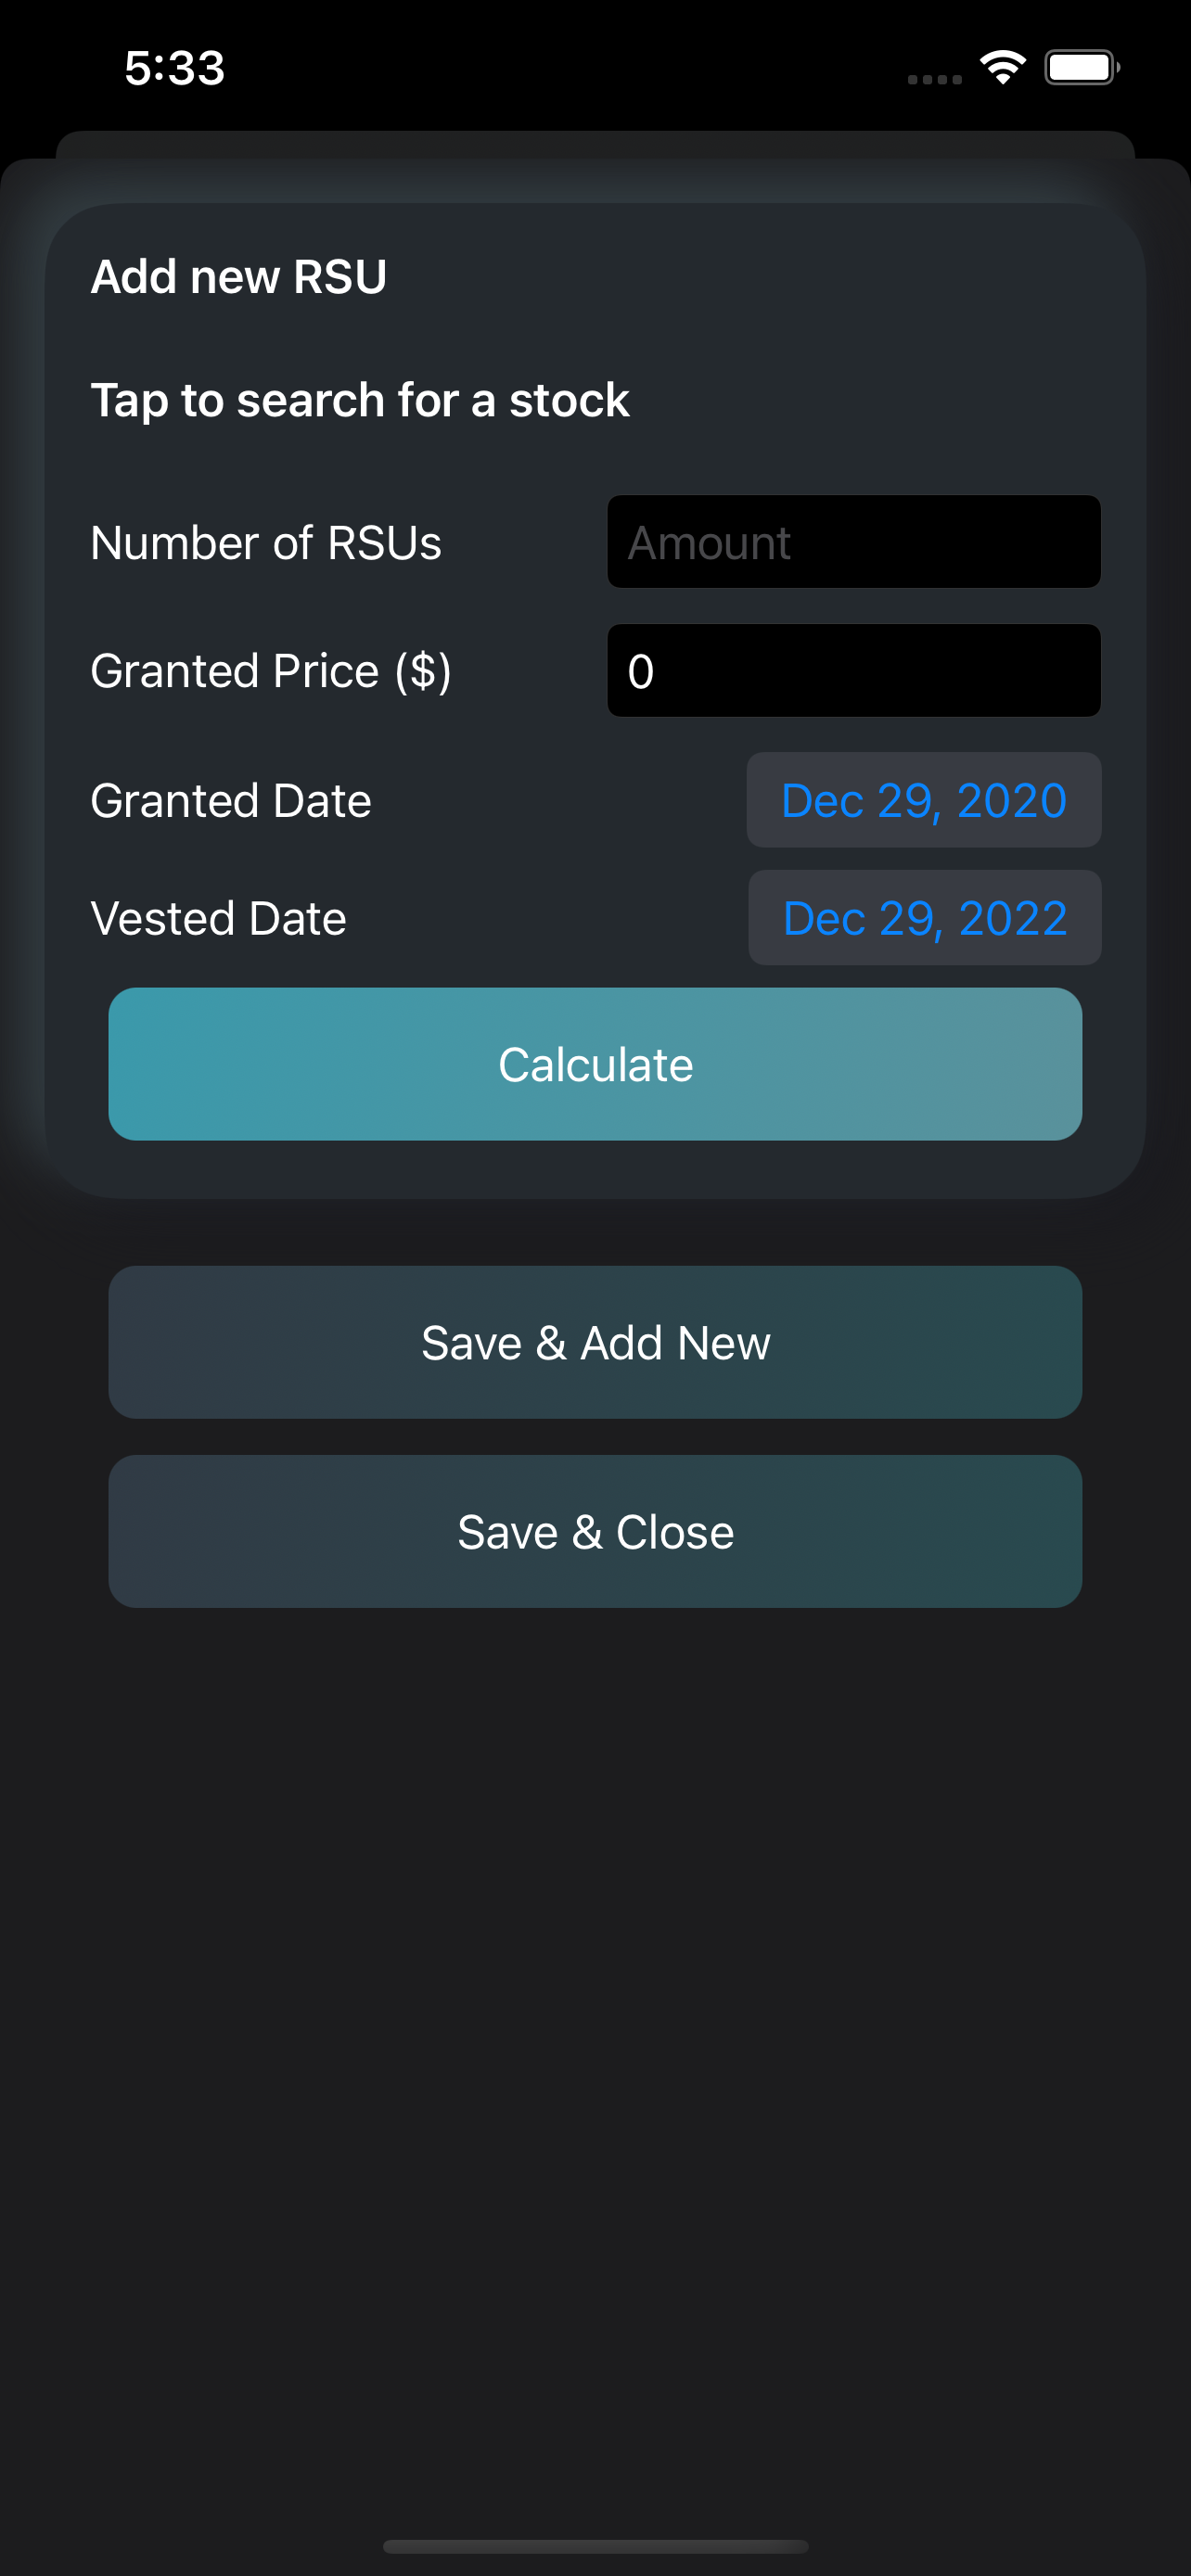 5:33
Add new RSU
Tap to search for a stock
Number of RSUs Amount
Granted Price ($) 0
Granted Date Dec 29, 2020
Vested Date Dec 29, 2022
Calculate
Save & Add New
Save & Close